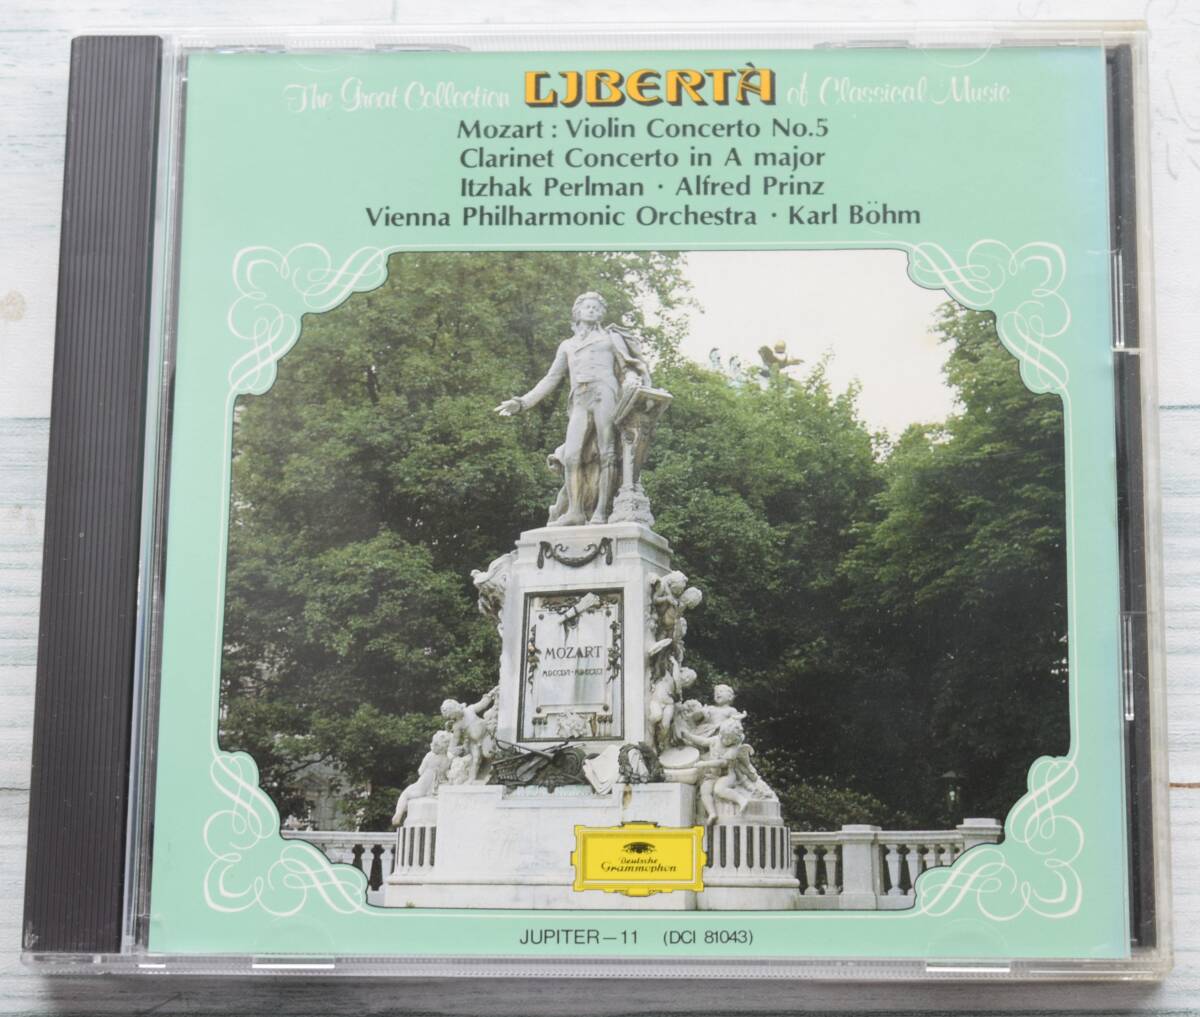 The Great Collection LIBERTÀ of Classical Music
Mozart : Violin Concerto No.5
Clarinet Concerto in A major
Itzhak Perlman · Alfred Prinz
Vienna Philharmonic Orchestra · Karl Böhm
MOZART
Deutsche
Grammophon
JUPITER–11 (DCI 81043)